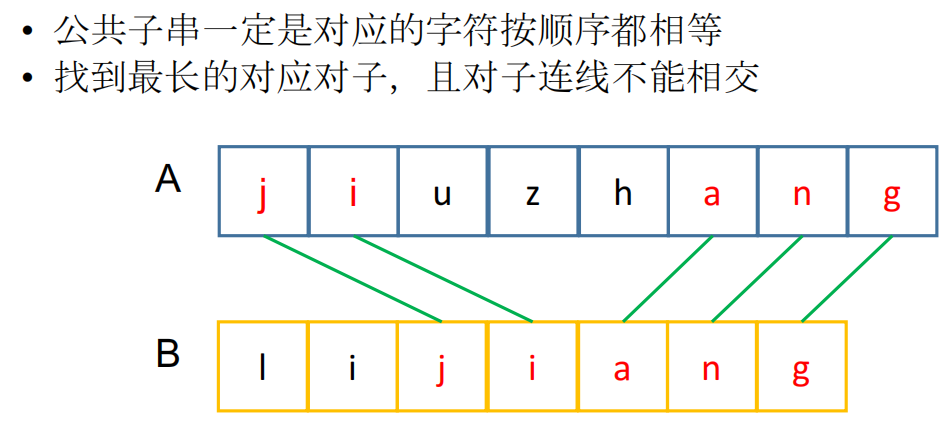 • 公共子串一定是对应的字符按顺序都相等
• 找到最长的对应对子，且对子连线不能相交
A j i u z h a n g
B l i j i a n g